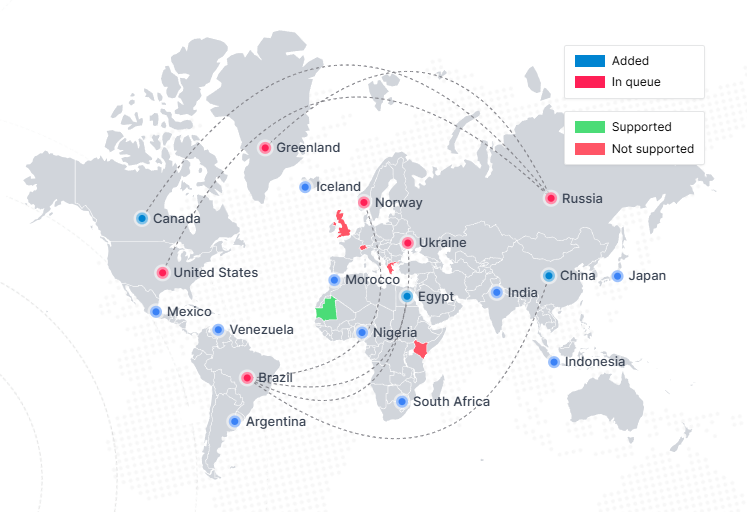 Added
In queue
Supported
Not supported
Greenland
Iceland
Norway
Russia
Canada
Ukraine
United States
Morocco
China
Japan
Egypt
India
Mexico
Venezuela
Nigeria
Indonesia
Brazil
South Africa
Argentina